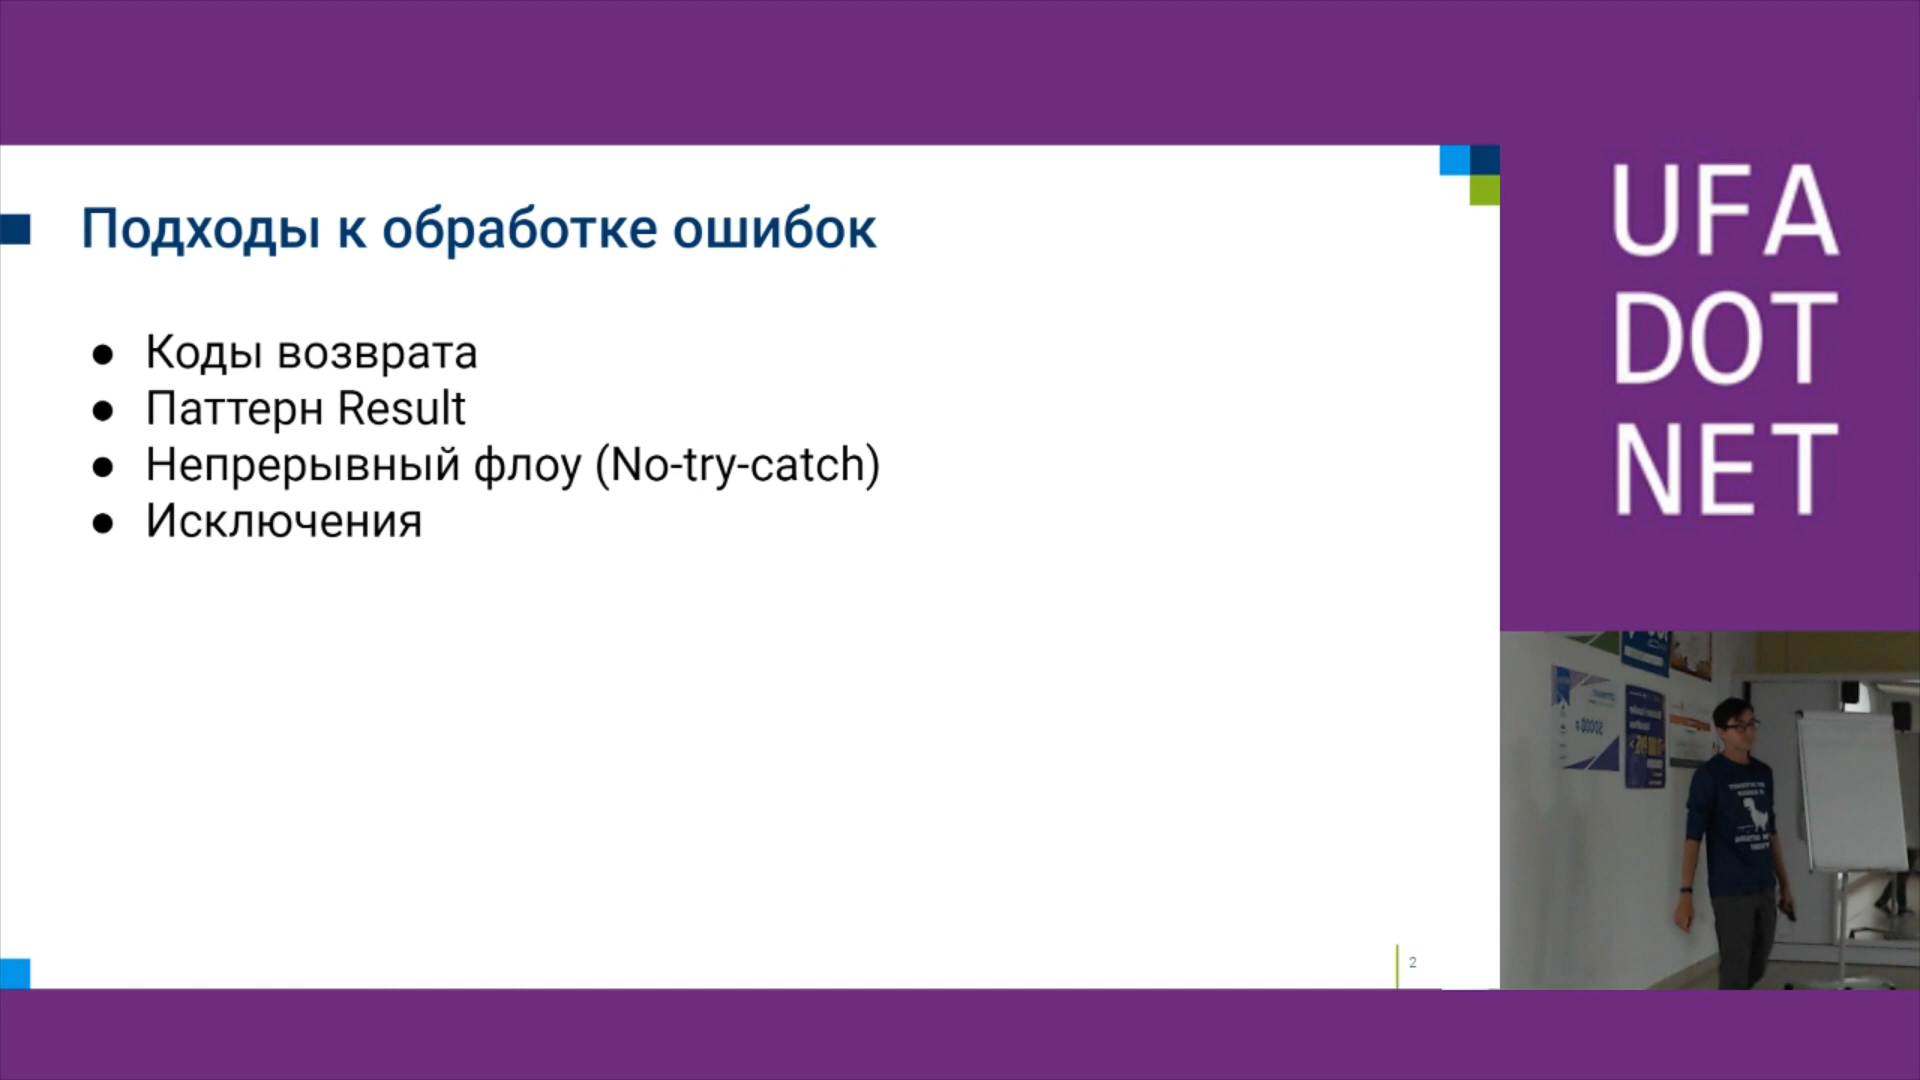 Подходы к обработке ошибок
● Коды возврата
● Паттерн Result
● Непрерывный флоу (No-try-catch)
● Исключения
2
UFA
DOT
NET